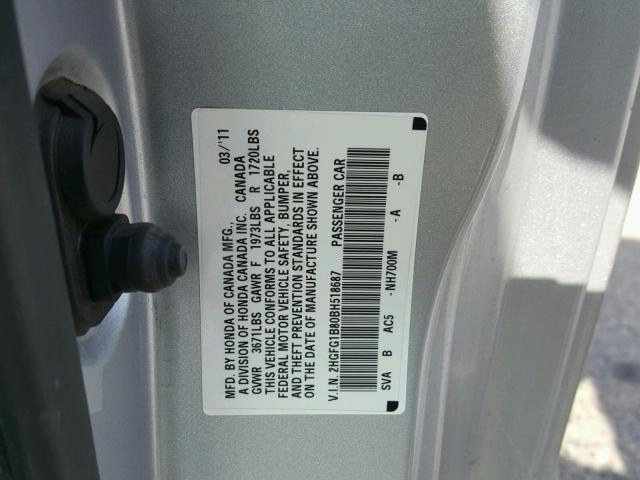 MFD. BY HONDA OF CANADA MFG. 03/'11
A DIVISION OF HONDA CANADA INC. CANADA
GVWR 3671LBS GAWR F 1973LBS R 1720LBS
THIS VEHICLE CONFORMS TO ALL APPLICABLE
FEDERAL MOTOR VEHICLE SAFETY, BUMPER,
AND THEFT PREVENTION STANDARDS IN EFFECT
ON THE DATE OF MANUFACTURE SHOWN ABOVE.
V.I.N. 2HGFG1B80BH518687 PASSENGER CAR
SVA B AC5 -NH700M -A -B